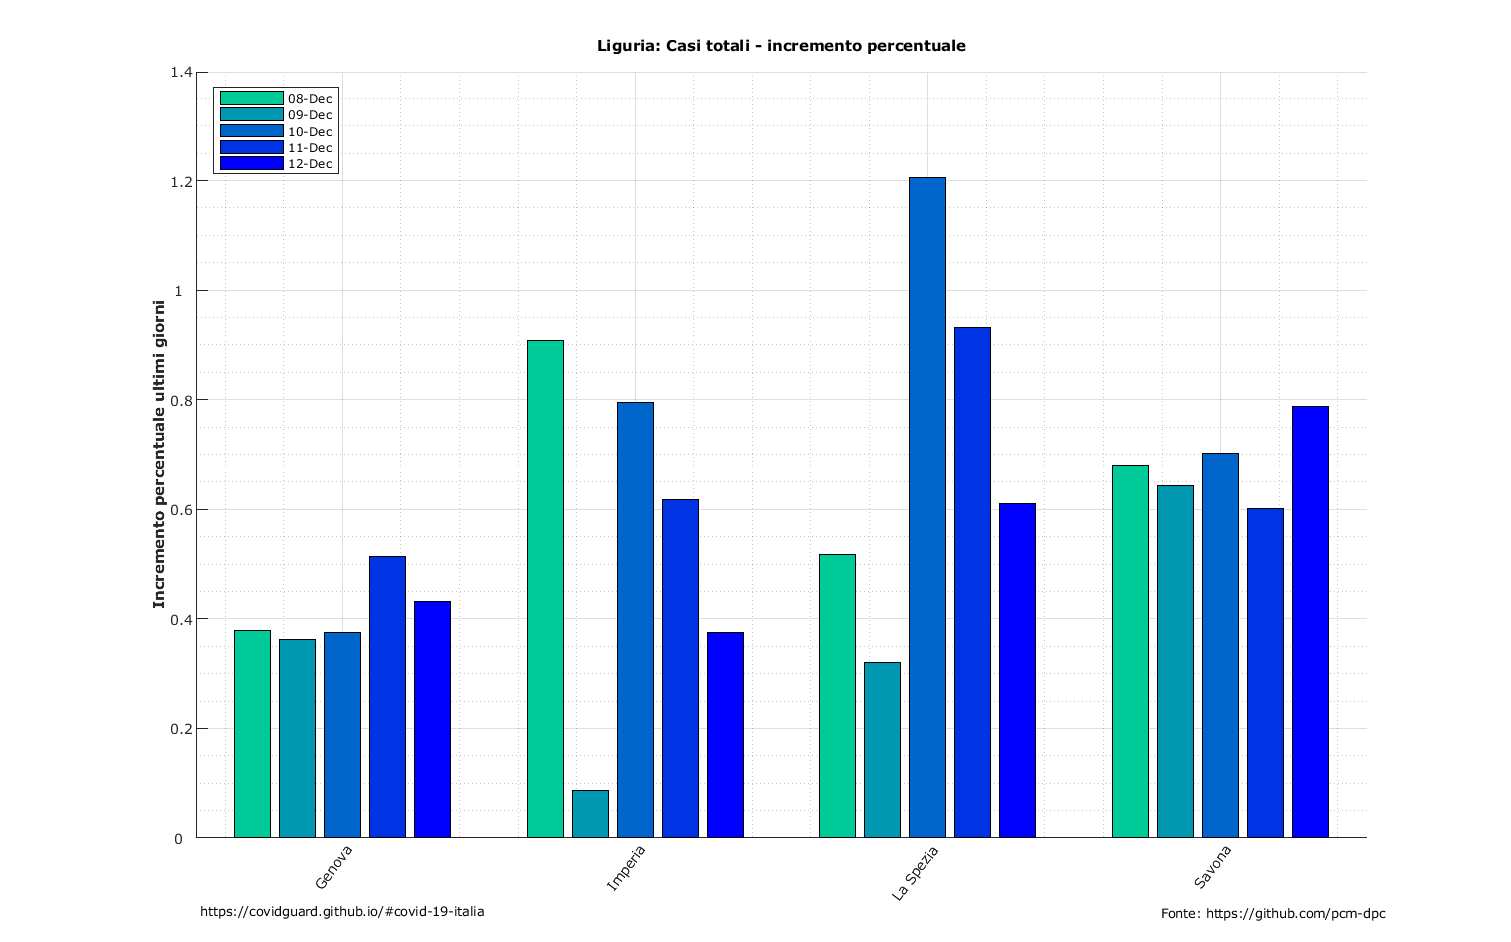 Liguria: Casi totali - incremento percentuale
1.4
1.2
1
0.8
0.6
0.4
0.2
0
Incremento percentuale ultimi giorni
08-Dec
09-Dec
10-Dec
11-Dec
12-Dec
Genova
Imperia
La Spezia
Savona
https://covidguard.github.io/#covid-19-italia
Fonte: https://github.com/pcm-dpc